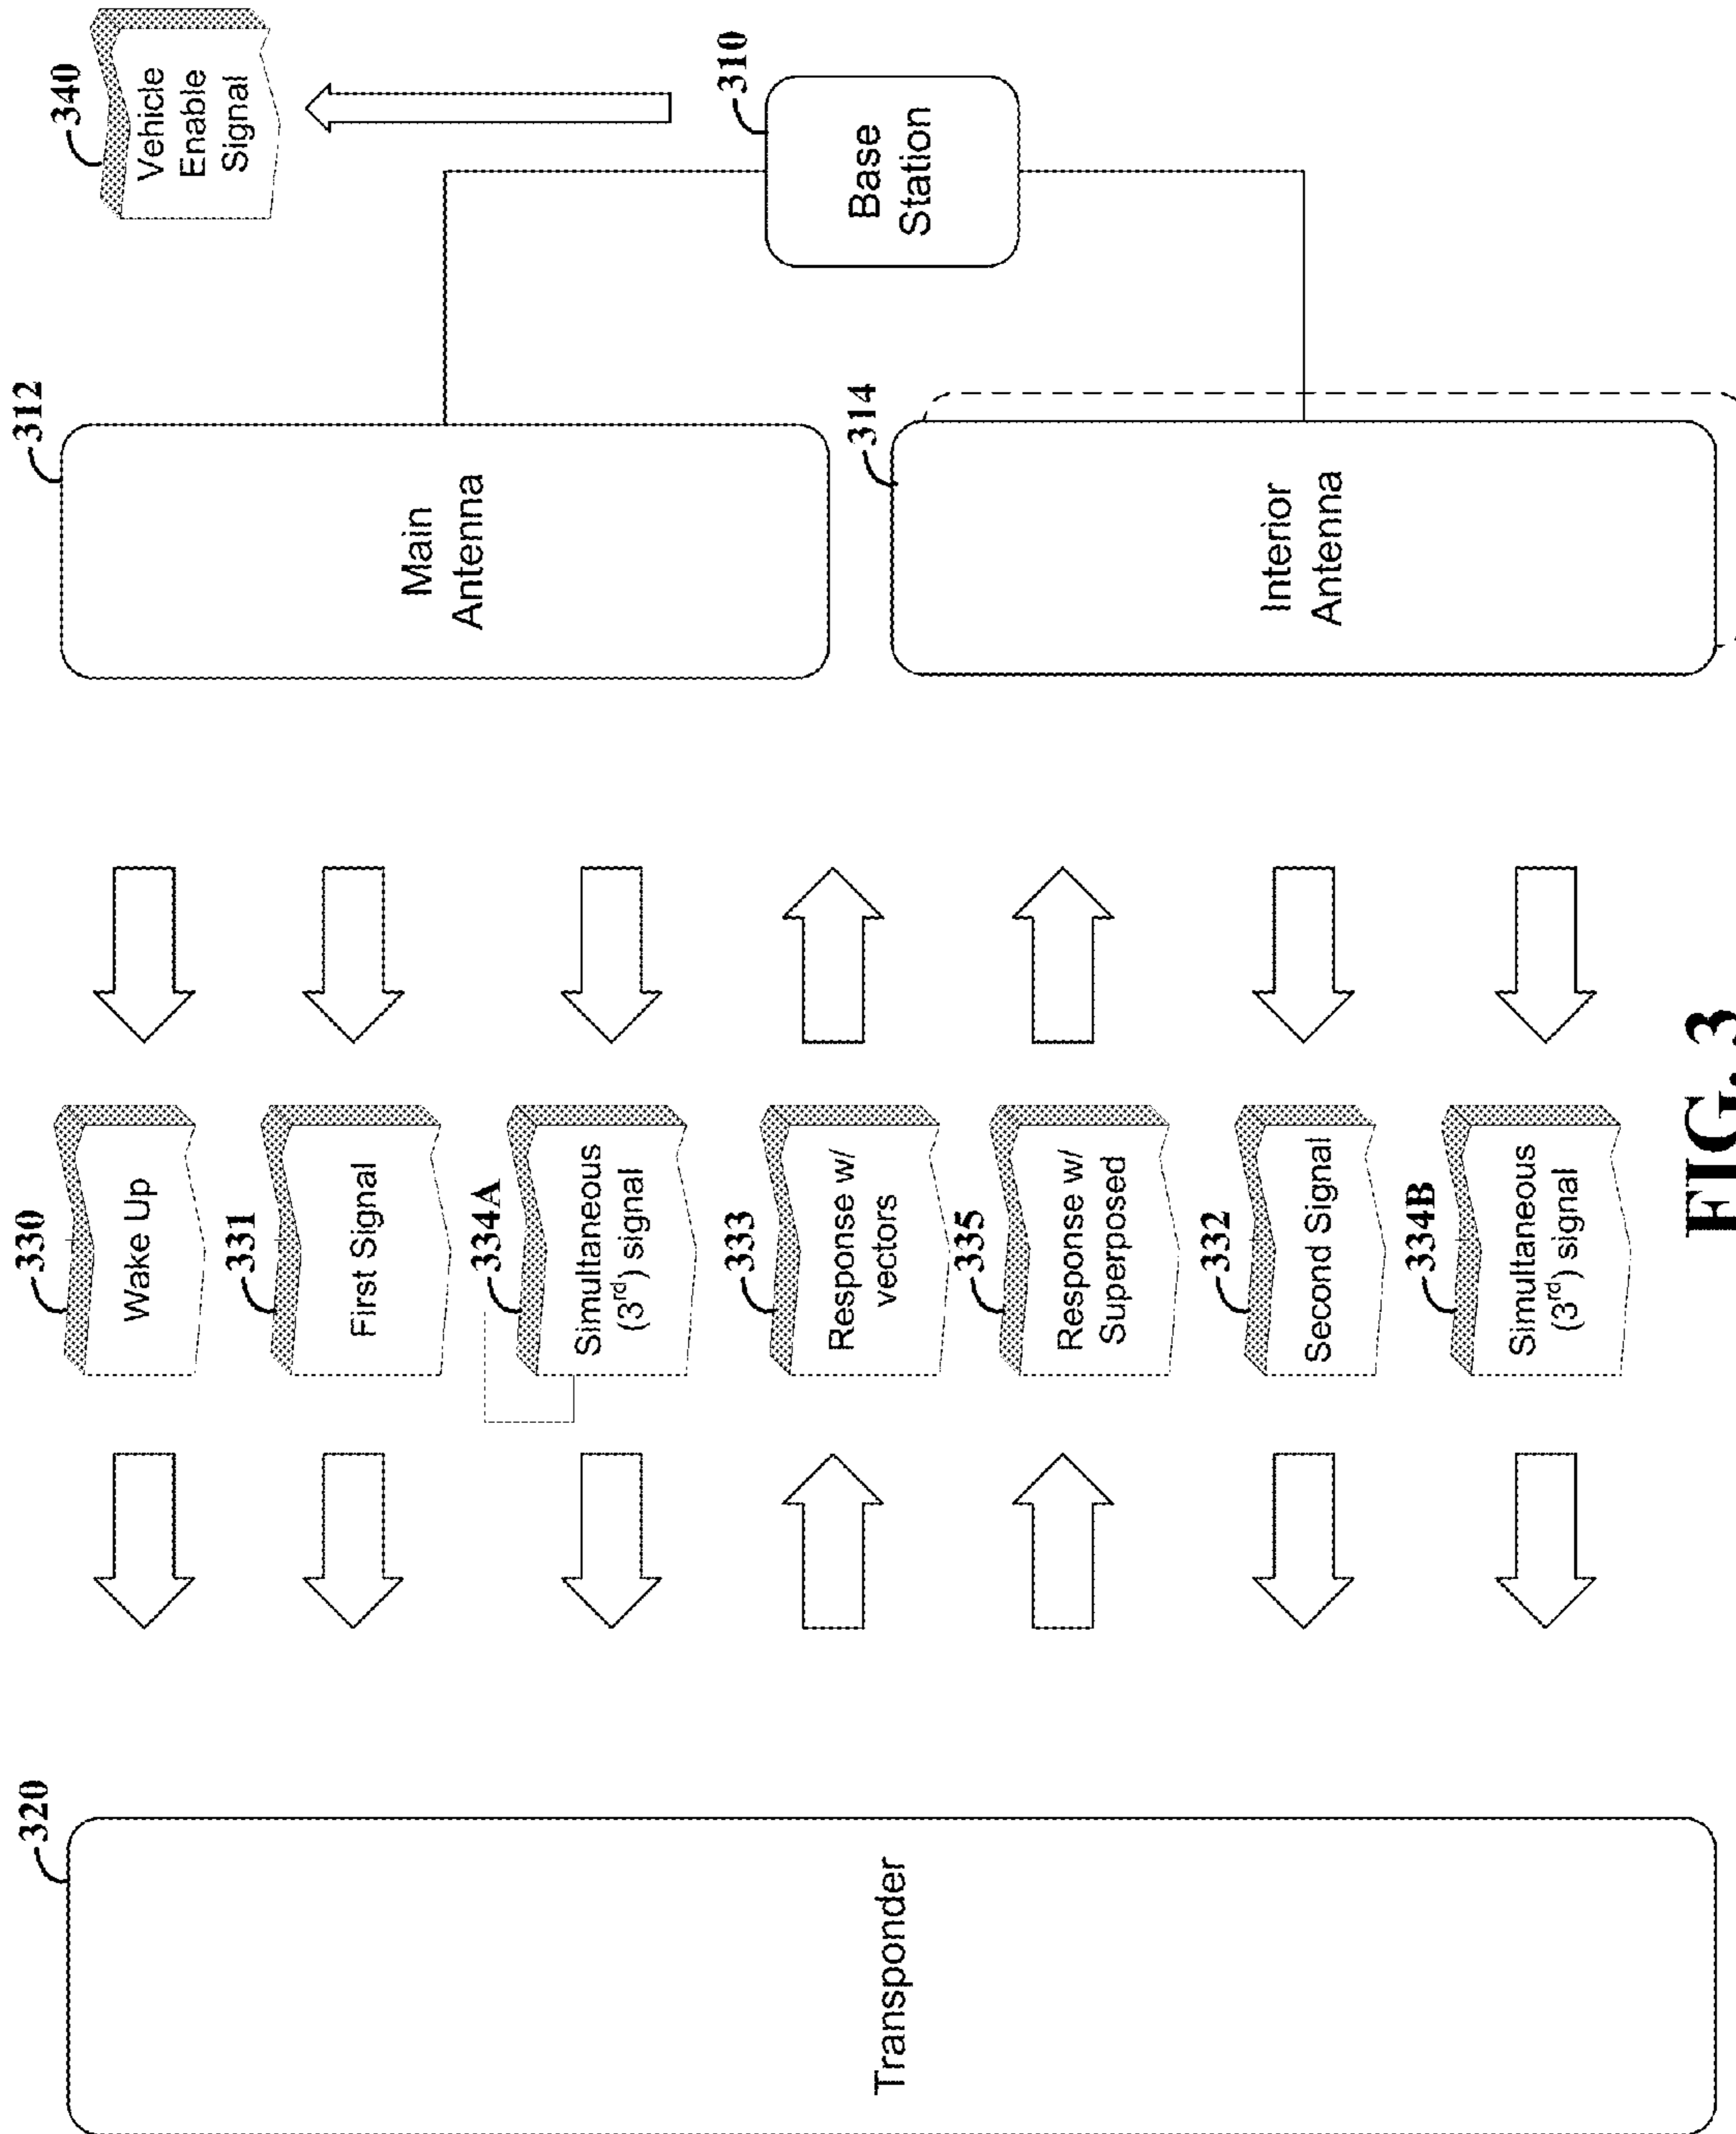 320
Transponder
330
Wake Up
331
First Signal
334A
Simultaneous
(3rd) signal
333
Response w/
vectors
335
Response w/
Superposed
332
Second Signal
334B
Simultaneous
(3rd) signal
312
Main
Antenna
314
Interior
Antenna
310
Base
Station
340
Vehicle
Enable
Signal
FIG. 3